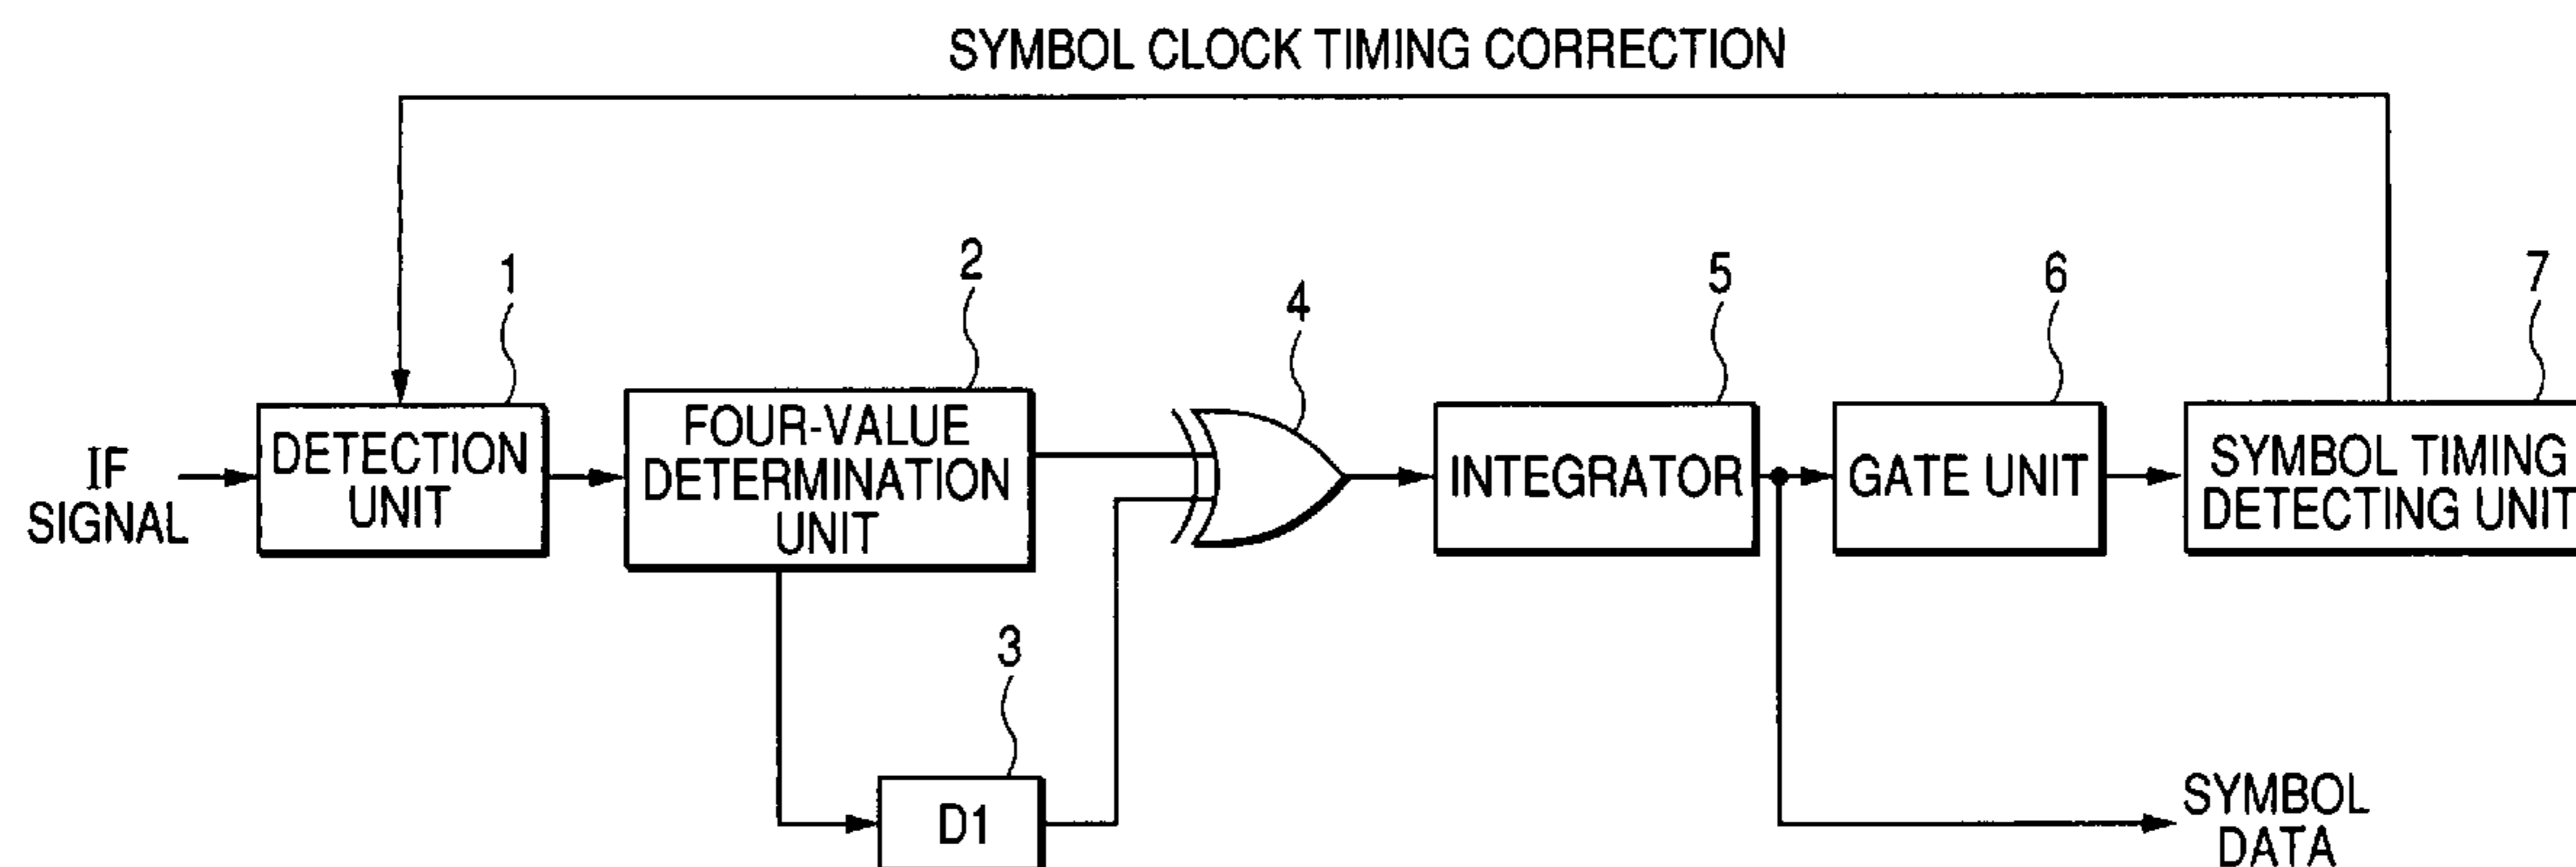 SYMBOL CLOCK TIMING CORRECTION
1
2
4
5
6
7
IF
SIGNAL
DETECTION
UNIT
FOUR-VALUE
DETERMINATION
UNIT
INTEGRATOR
GATE UNIT
SYMBOL TIMING
DETECTING UNIT
3
D1
SYMBOL
DATA